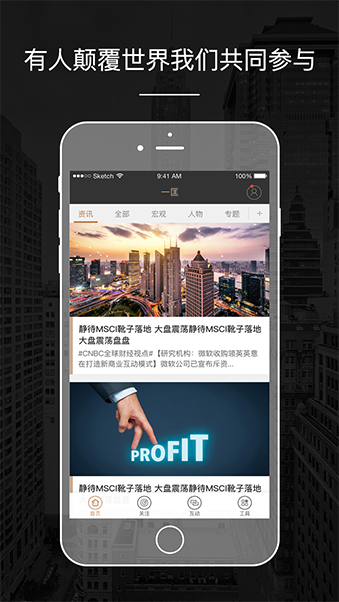 有人颠覆世界我们共同参与
Sketch 9:41 AM 100%
一匡
资讯 全部 宏观 人物 专题 +
静待MSCI靴子落地 大盘震荡静待MSCI靴子落地
大盘震荡盘盘
#CNBC全球财经视点#【研究机构：微软收购领英英意
在打造新商业互动模式】微软公司已宣布斥资...
PROFIT
静待MSCI靴子落地 大盘震荡静待MSCI靴子落地
首页 关注 互动 工具